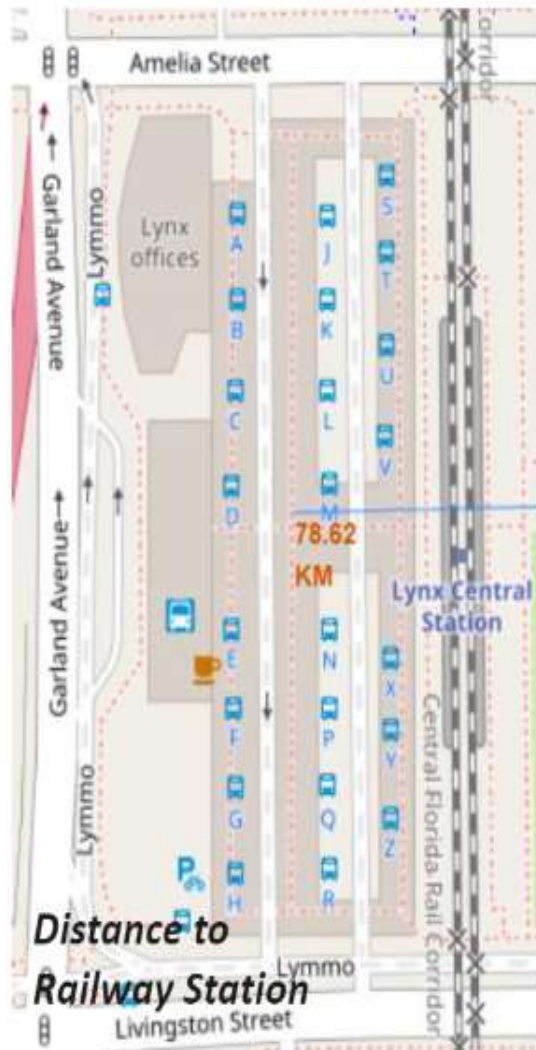 Amelia Street
Corridor
Garland Avenue
Lymmo
Lynx
offices
A
B
C
D
E
F
G
H
J
K
L
M
N
P
Q
R
S
T
U
V
X
Y
Z
78.62
KM
Lynx Central
Station
Garland Avenue
Central Florida Rail Corridor
Lymmo
P
Distance to
Railway Station
Lymmo
Livingston Street